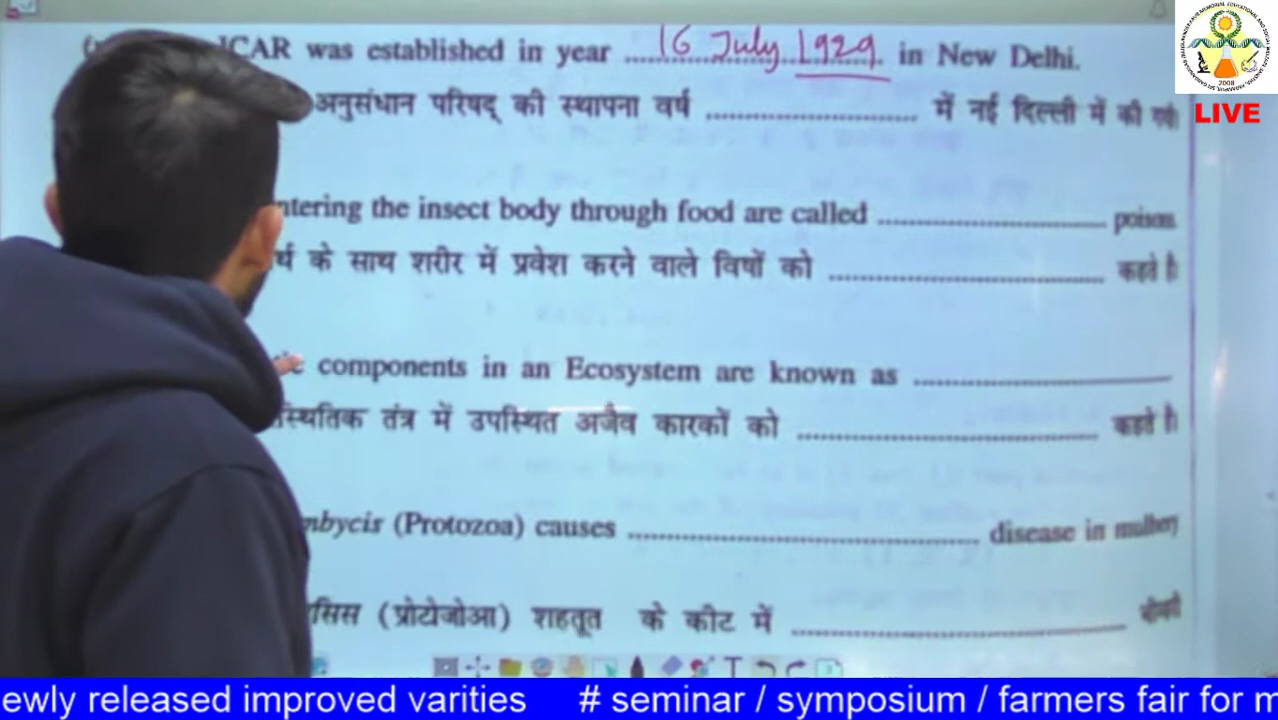 ICAR was established in year 16 July 1929 in New Delhi.
अनुसंधान परिषद् की स्थापना वर्ष में नई दिल्ली में की गयी
LIVE
2008
ntering the insect body through food are called poison.
र्थ के साथ शरीर में प्रवेश करने वाले विषों को कहते है।
components in an Ecosystem are known as
स्थितिक तंत्र में उपस्थित अजैव कारकों को कहते है।
mbycis (Protozoa) causes disease in mulbery
सिस (प्रोटोजोआ) शहतूत के कीट में बीमारी
ewly released improved varities # seminar / symposium / farmers fair for m